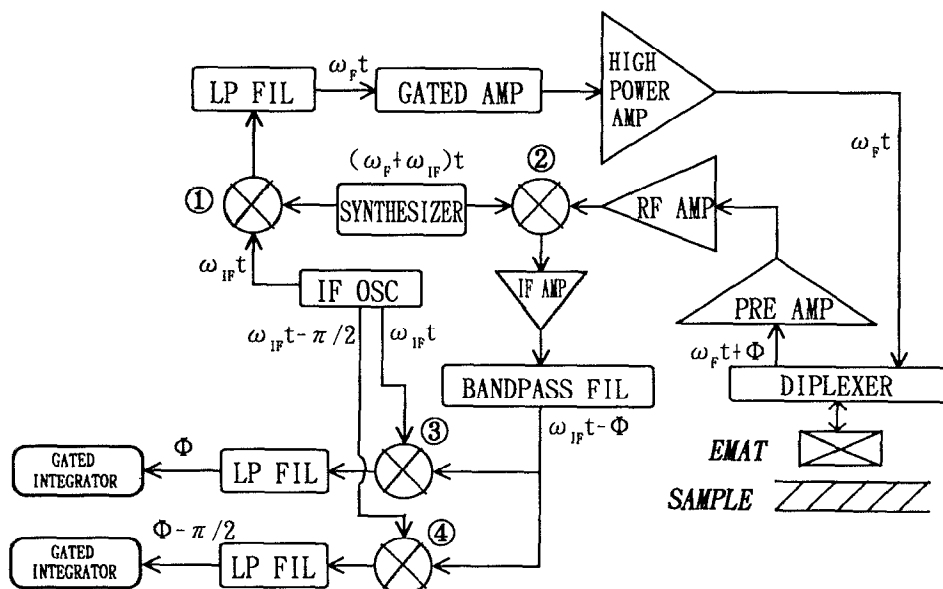 ω_F t
HIGH
POWER
AMP
LP FIL
GATED AMP
ω_F t
(ω_F+ω_IF)t
②
①
SYNTHESIZER
RF AMP
ω_IF t
IF OSC
IF AMP
PRE AMP
ω_IF t-π/2
ω_IF t
ω_F t+Φ
BANDPASS FIL
DIPLEXER
ω_IF t-Φ
③
EMAT
GATED
INTEGRATOR
Φ
LP FIL
SAMPLE
Φ-π/2
④
GATED
INTEGRATOR
LP FIL